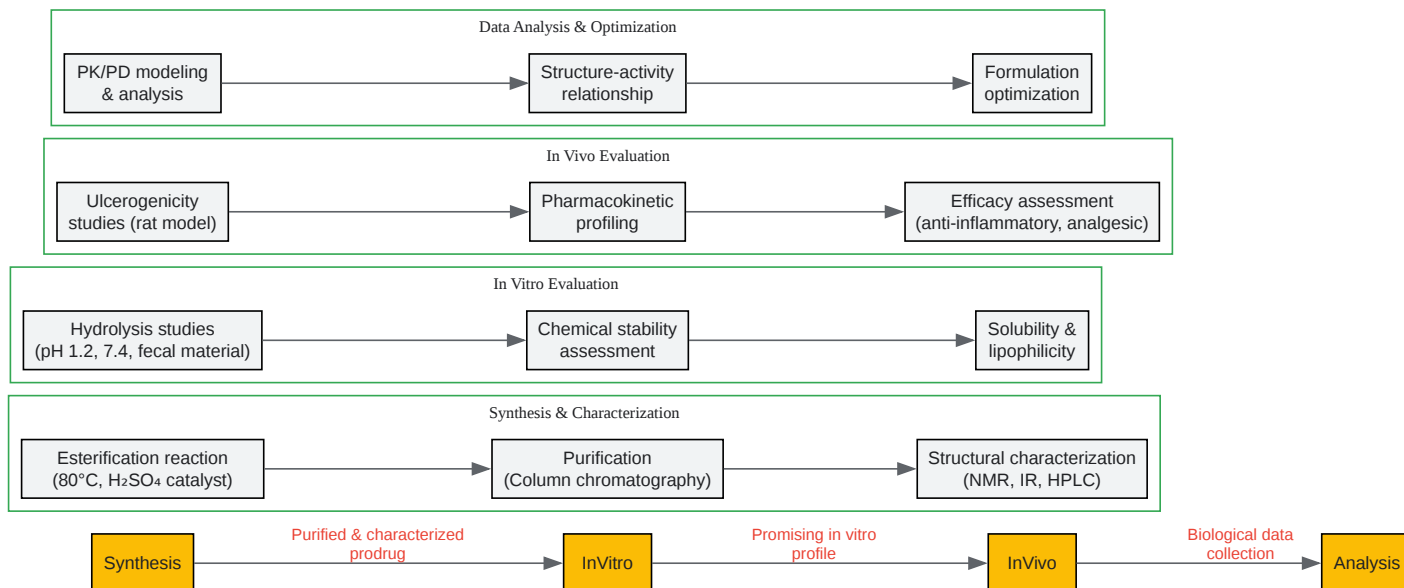 Data Analysis & Optimization
PK/PD modeling
& analysis
Structure-activity
relationship
Formulation
optimization
In Vivo Evaluation
Ulcerogenicity
studies (rat model)
Pharmacokinetic
profiling
Efficacy assessment
(anti-inflammatory, analgesic)
In Vitro Evaluation
Hydrolysis studies
(pH 1.2, 7.4, fecal material)
Chemical stability
assessment
Solubility &
lipophilicity
Synthesis & Characterization
Esterification reaction
(80°C, H₂SO₄ catalyst)
Purification
(Column chromatography)
Structural characterization
(NMR, IR, HPLC)
Synthesis
Purified & characterized
prodrug
InVitro
Promising in vitro
profile
InVivo
Biological data
collection
Analysis